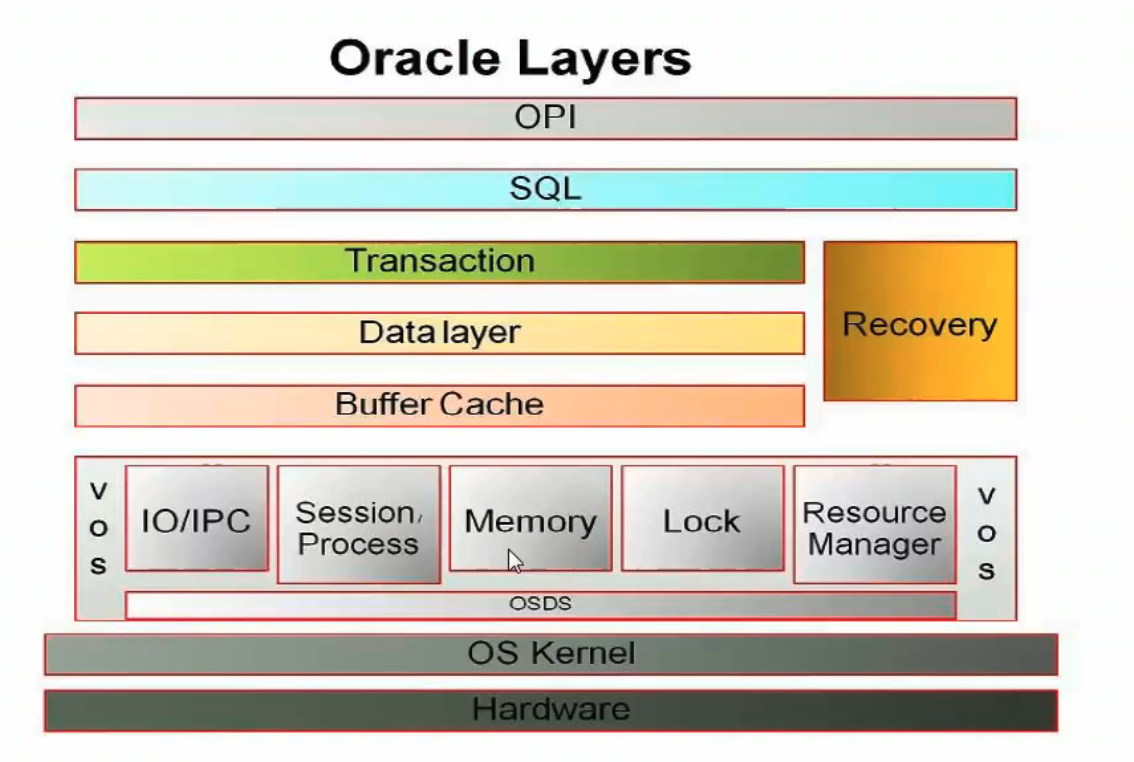 Oracle Layers
OPI
SQL
Transaction
Recovery
Data layer
Buffer Cache
v
o
s
IO/IPC
Session/
Process
Memory
Lock
Resource
Manager
v
o
s
OSDS
OS Kernel
Hardware